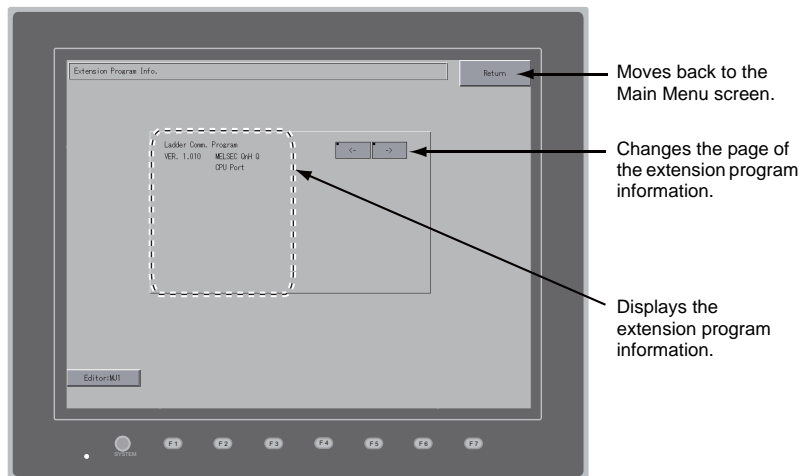 Extension Program Info.
Return
Moves back to the
Main Menu screen.
Ladder Comm. Program
VER. 1.010 MELSEC QnH Q
CPU Port
<-
->
Changes the page of
the extension program
information.
Displays the
extension program
information.
Editor:MJ1
SYSTEM
F1
F2
F3
F4
F5
F6
F7